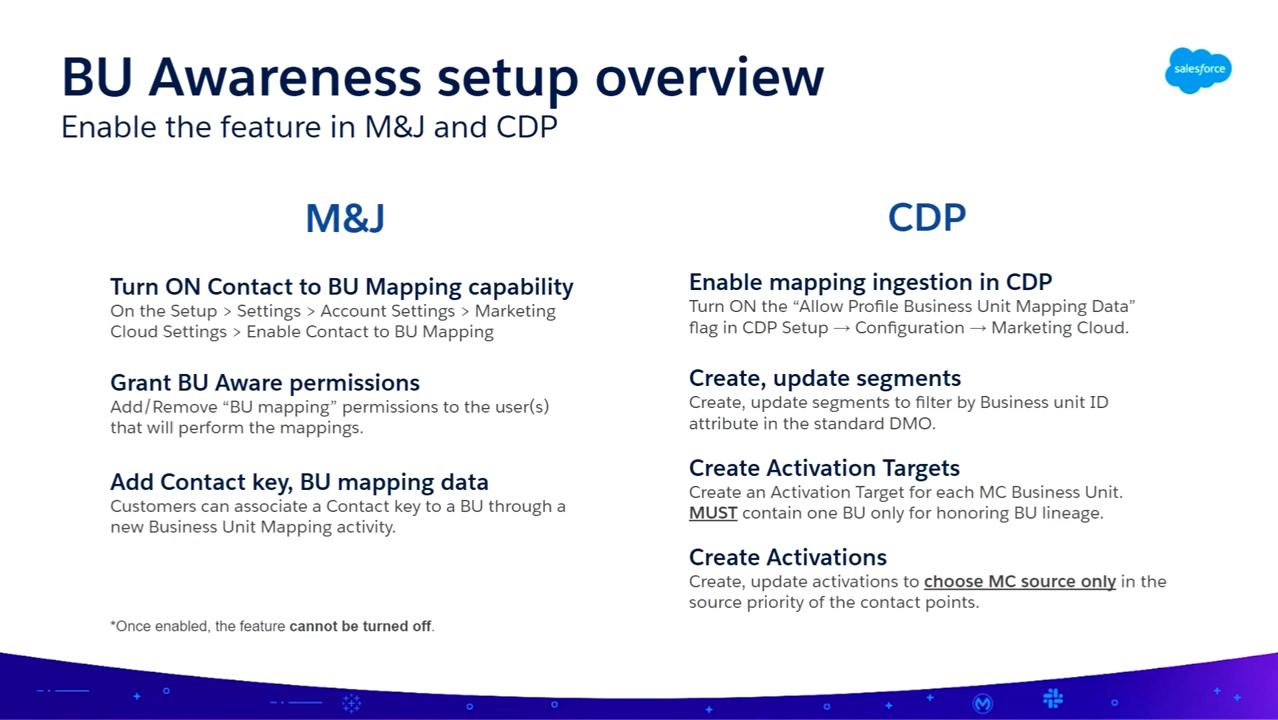 BU Awareness setup overview
salesforce
Enable the feature in M&J and CDP
M&J
Turn ON Contact to BU Mapping capability
On the Setup > Settings > Account Settings > Marketing
Cloud Settings > Enable Contact to BU Mapping
Grant BU Aware permissions
Add/Remove “BU mapping” permissions to the user(s)
that will perform the mappings.
Add Contact key, BU mapping data
Customers can associate a Contact key to a BU through a
new Business Unit Mapping activity.
*Once enabled, the feature cannot be turned off.
CDP
Enable mapping ingestion in CDP
Turn ON the “Allow Profile Business Unit Mapping Data”
flag in CDP Setup → Configuration → Marketing Cloud.
Create, update segments
Create, update segments to filter by Business unit ID
attribute in the standard DMO.
Create Activation Targets
Create an Activation Target for each MC Business Unit.
MUST contain one BU only for honoring BU lineage.
Create Activations
Create, update activations to choose MC source only in the
source priority of the contact points.